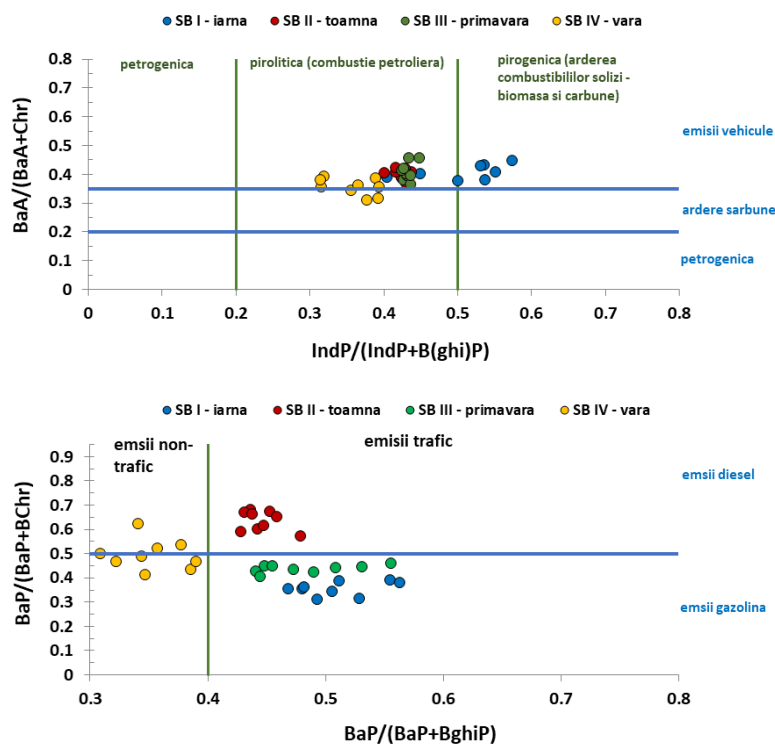 SB I - iarna SB II - toamna SB III - primavara SB IV - vara
petrogenica
pirolitica (combustie petroliera)
pirogenica (arderea
combustibililor solizi -
biomasa si carbune)
emisii vehicule
ardere sarbune
petrogenica
BaA/(BaA+Chr)
0.8
0.7
0.6
0.5
0.4
0.3
0.2
0.1
0
0 0.2 0.3 0.4 0.5 0.6 0.7 0.8
IndP/(IndP+B(ghi)P)
SB I - iarna SB II - toamna SB III - primavara SB IV - vara
emsii non-
trafic
emisii trafic
emsii diesel
emsii gazolina
BaP/(BaP+BChr)
0.9
0.8
0.7
0.6
0.5
0.4
0.3
0.2
0.1
0
0.3 0.4 0.5 0.6 0.7 0.8
BaP/(BaP+BghiP)